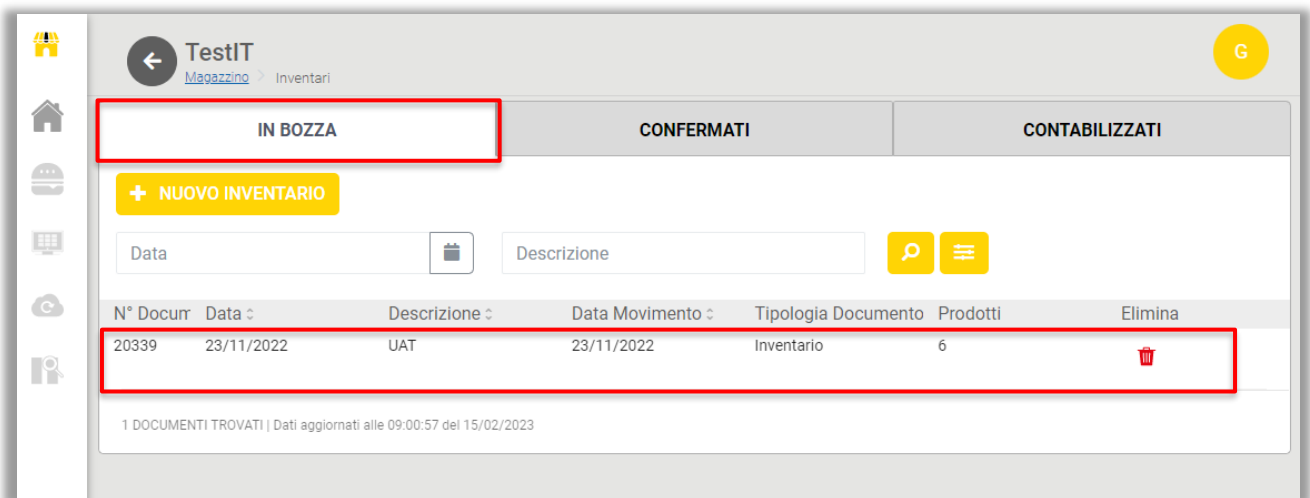 TestIT
G
Magazzino > Inventari
IN BOZZA CONFERMATI CONTABILIZZATI
+ NUOVO INVENTARIO
Data Descrizione
N° Docum Data Descrizione Data Movimento Tipologia Documento Prodotti Elimina
20339 23/11/2022 UAT 23/11/2022 Inventario 6
1 DOCUMENTI TROVATI | Dati aggiornati alle 09:00:57 del 15/02/2023